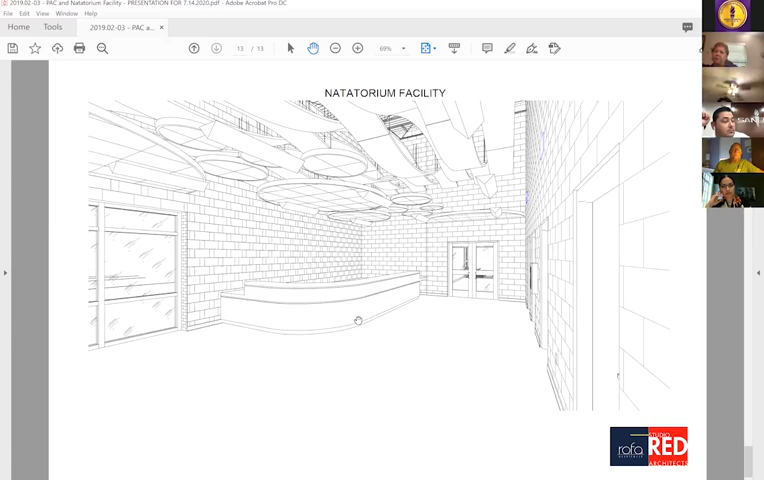 2019.02-03 - PAC and Natatorium Facility - PRESENTATION FOR 7.14.2020.pdf - Adobe Acrobat Pro DC
File Edit View Window Help
Home Tools 2019.02-03 - PAC a... ×
13 / 13 69%
NATATORIUM FACILITY
rofa
STUDIO
RED
ARCHITECTS